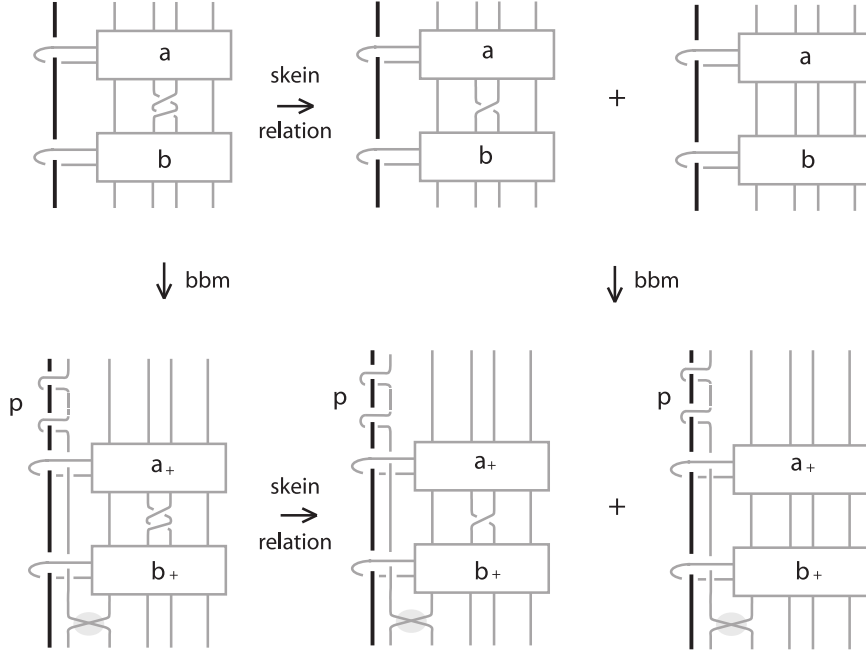 a
a
a
skein
relation
+
b
b
b
bbm
bbm
p
p
p
a+
a+
a+
skein
relation
+
b+
b+
b+